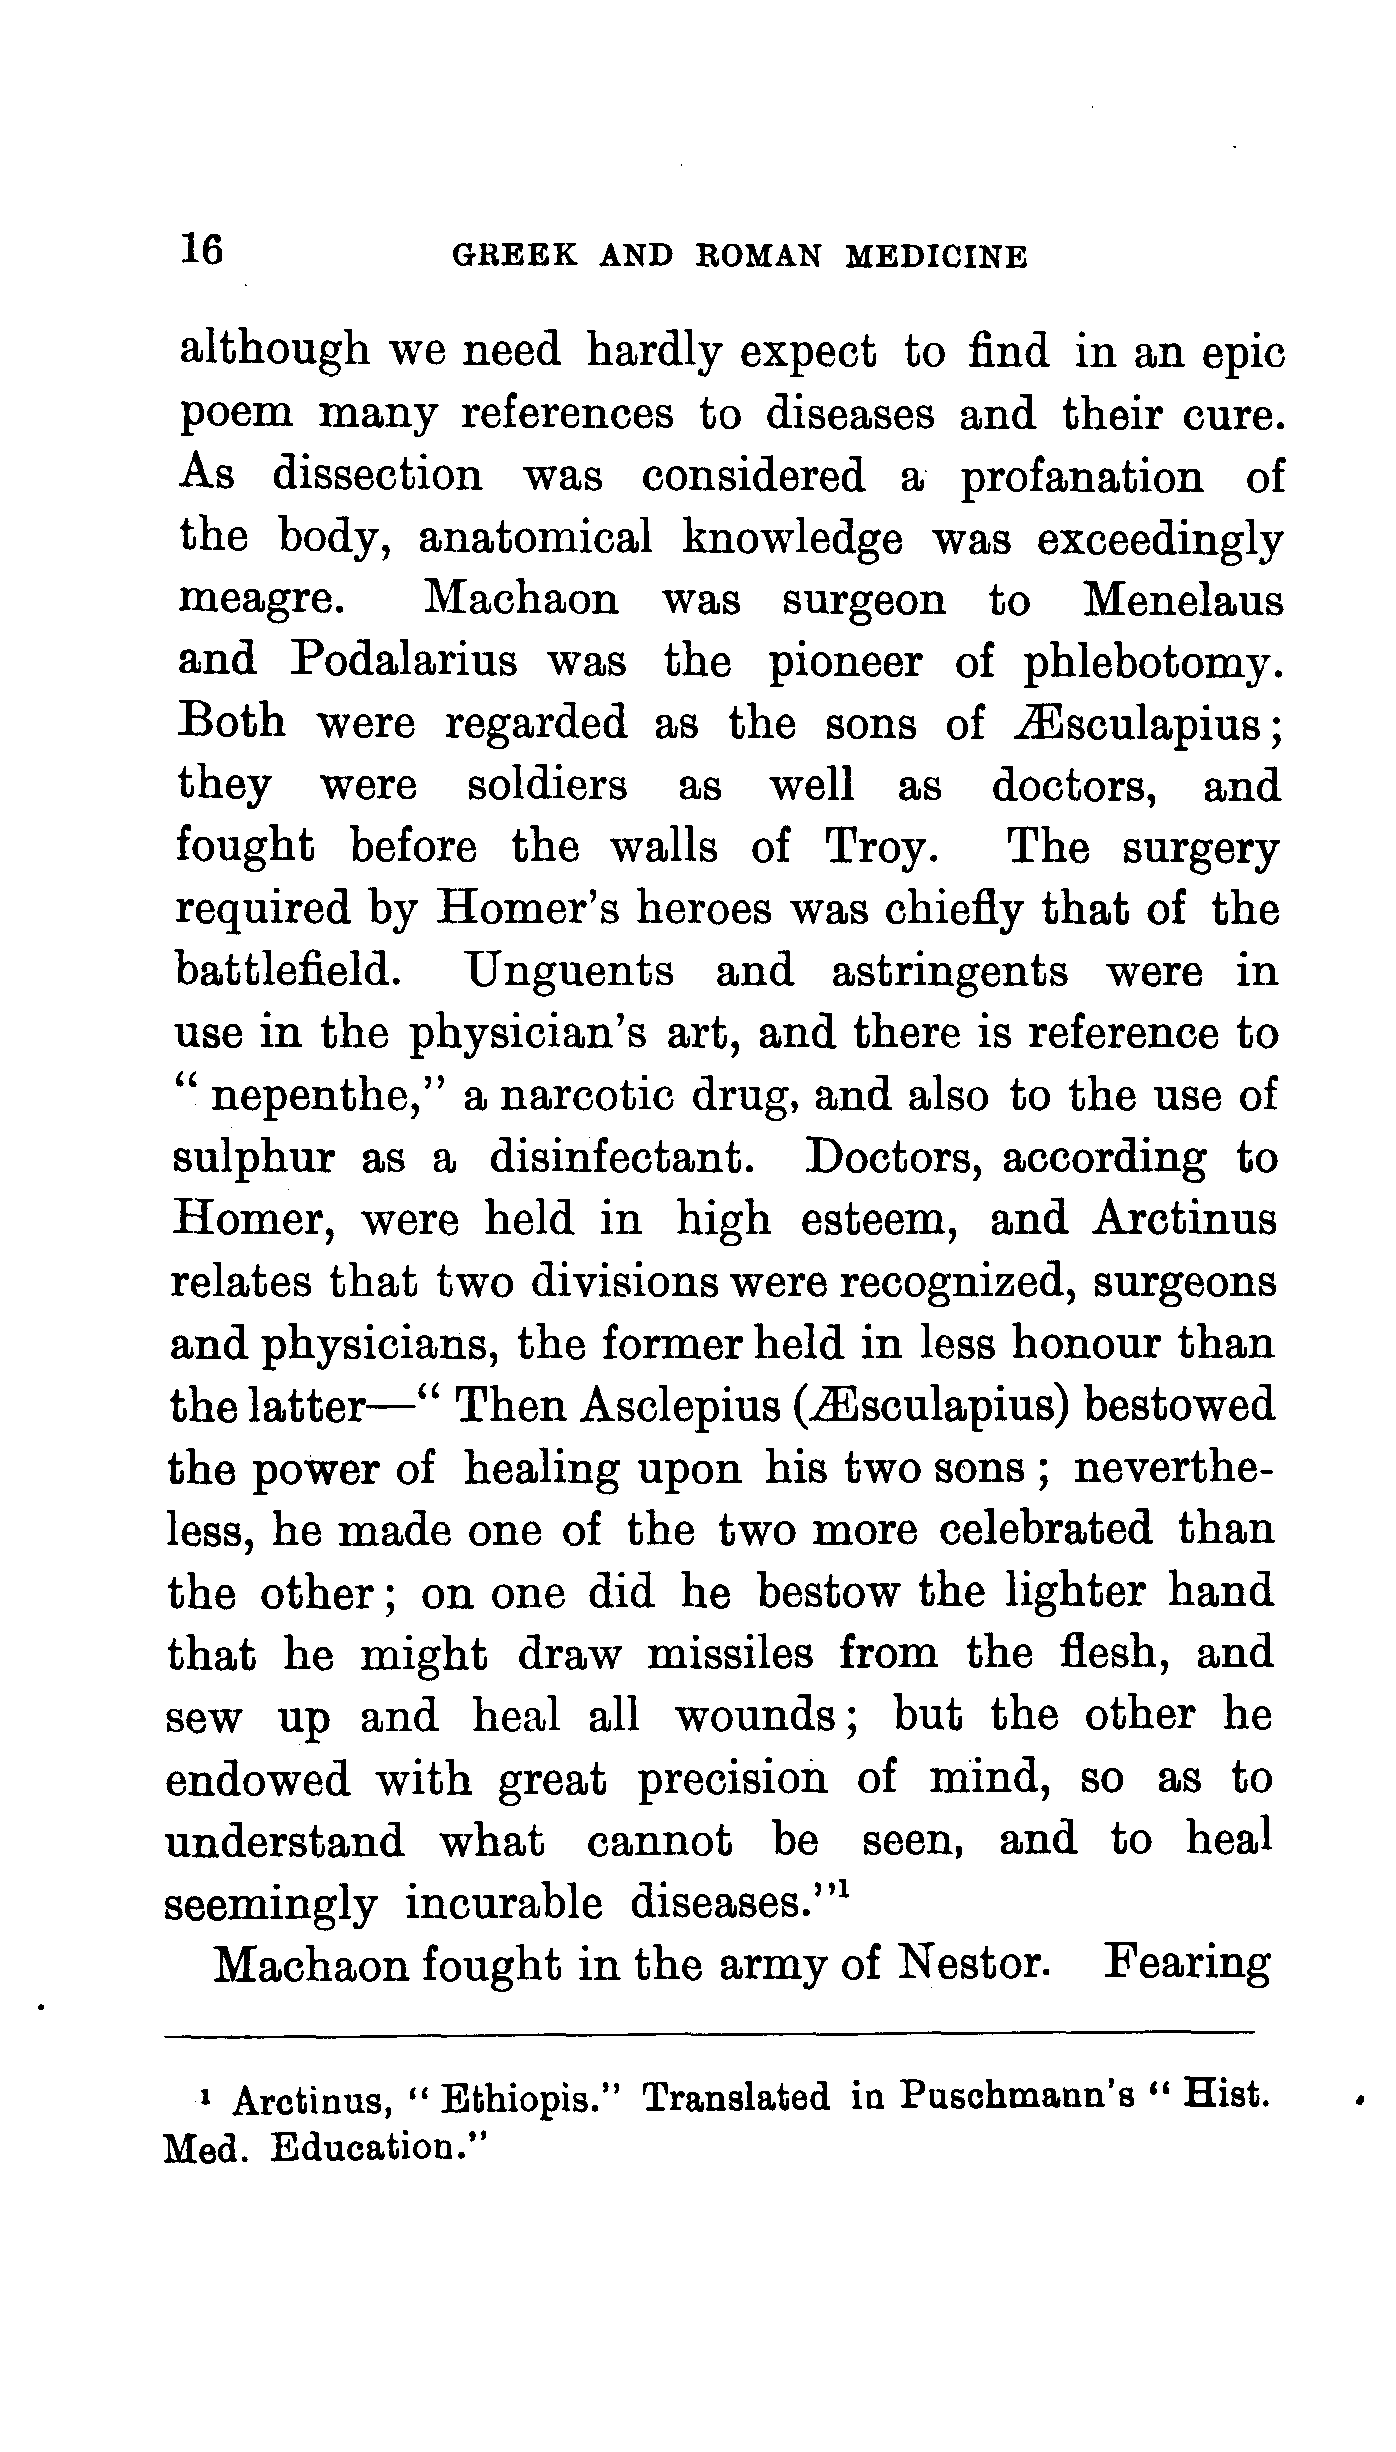 16 GREEK AND ROMAN MEDICINE
although we need hardly expect to find in an epic
poem many references to diseases and their cure.
As dissection was considered a profanation of
the body, anatomical knowledge was exceedingly
meagre. Machaon was surgeon to Menelaus
and Podalarius was the pioneer of phlebotomy.
Both were regarded as the sons of Æsculapius;
they were soldiers as well as doctors, and
fought before the walls of Troy. The surgery
required by Homer's heroes was chiefly that of the
battlefield. Unguents and astringents were in
use in the physician's art, and there is reference to
"nepenthe," a narcotic drug, and also to the use of
sulphur as a disinfectant. Doctors, according to
Homer, were held in high esteem, and Arctinus
relates that two divisions were recognized, surgeons
and physicians, the former held in less honour than
the latter—"Then Asclepius (Æsculapius) bestowed
the power of healing upon his two sons; neverthe-
less, he made one of the two more celebrated than
the other; on one did he bestow the lighter hand
that he might draw missiles from the flesh, and
sew up and heal all wounds; but the other he
endowed with great precision of mind, so as to
understand what cannot be seen, and to heal
seemingly incurable diseases."¹
Machaon fought in the army of Nestor. Fearing
¹ Arctinus, "Ethiopis." Translated in Puschmann's "Hist.
Med. Education."